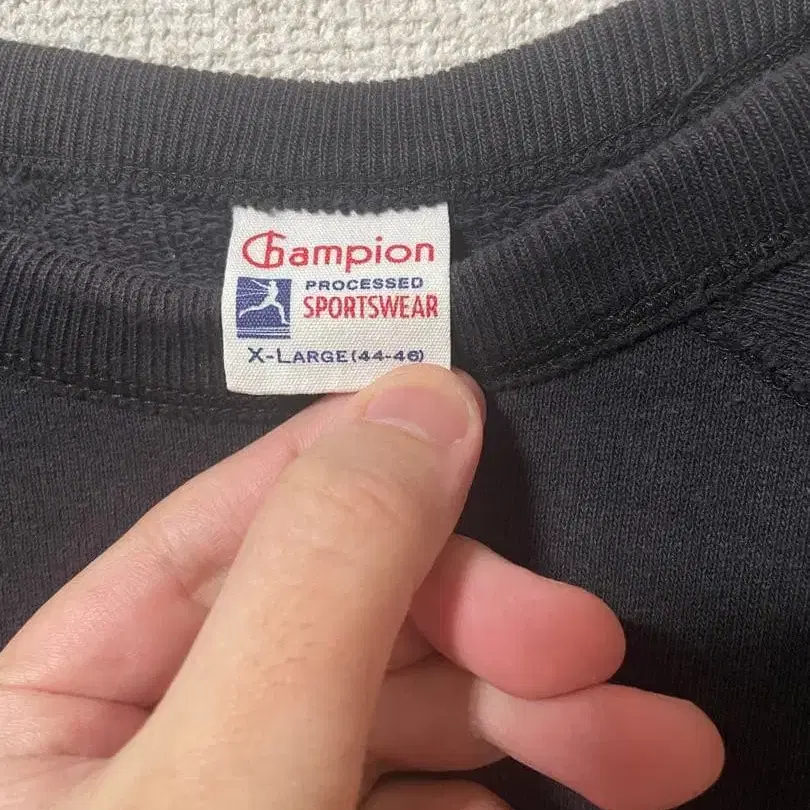 Champion
PROCESSED
SPORTSWEAR
X-LARGE (44-46)